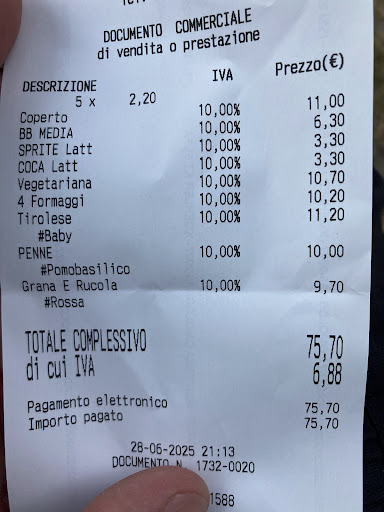 DOCUMENTO COMMERCIALE
di vendita o prestazione
DESCRIZIONE IVA Prezzo(€)
5 x 2,20
Coperto 10,00% 11,00
BB MEDIA 10,00% 6,30
SPRITE Latt 10,00% 3,30
COCA Latt 10,00% 3,30
Vegetariana 10,00% 10,70
4 Formaggi 10,00% 10,20
Tirolese 10,00% 11,20
#Baby
PENNE 10,00% 10,00
#Pomobasilico
Grana E Rucola 10,00% 9,70
#Rossa
TOTALE COMPLESSIVO 75,70
di cui IVA 6,88
Pagamento elettronico 75,70
Importo pagato 75,70
28-06-2025 21:13
DOCUMENTO N. 1732-0020
1588